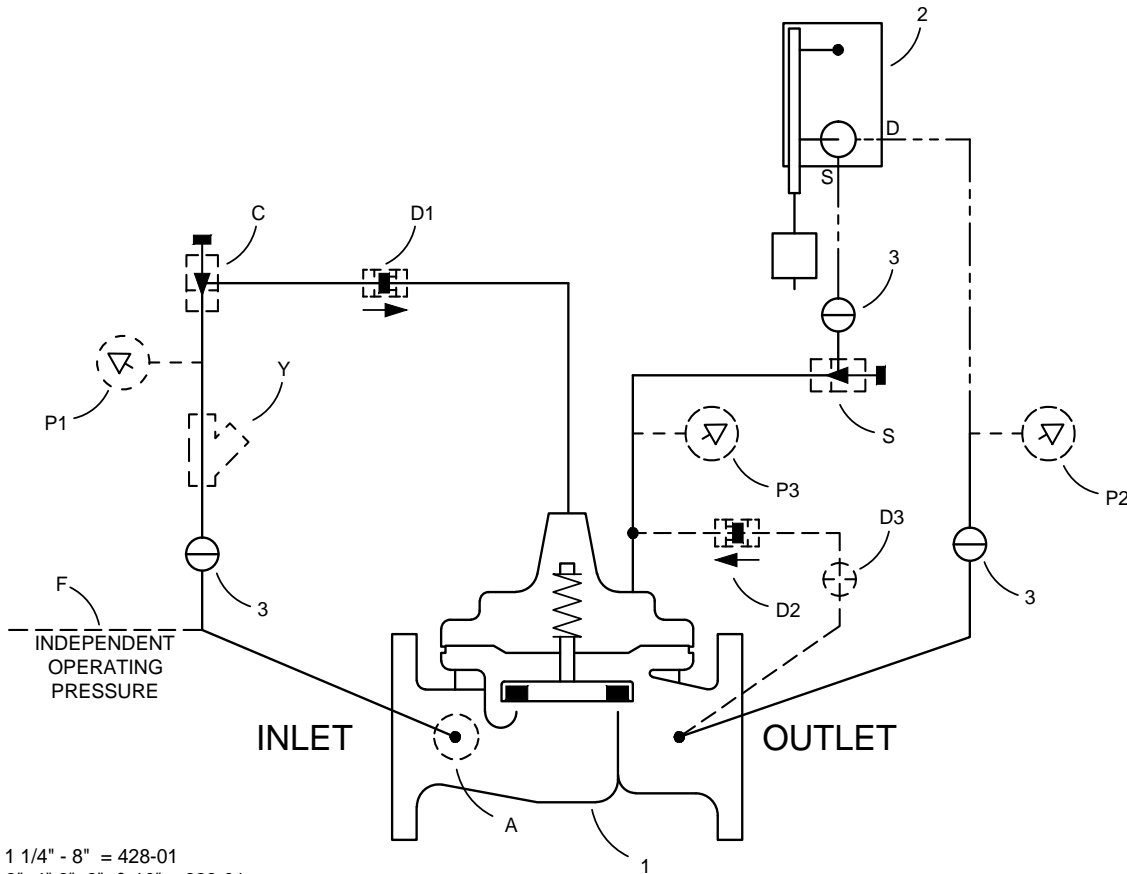 2
D
S
C
D1
3
P1
Y
S
P3
P2
D3
F
3
D2
3
INDEPENDENT
OPERATING
PRESSURE
INLET
OUTLET
A
1
1 1/4" - 8" = 428-01